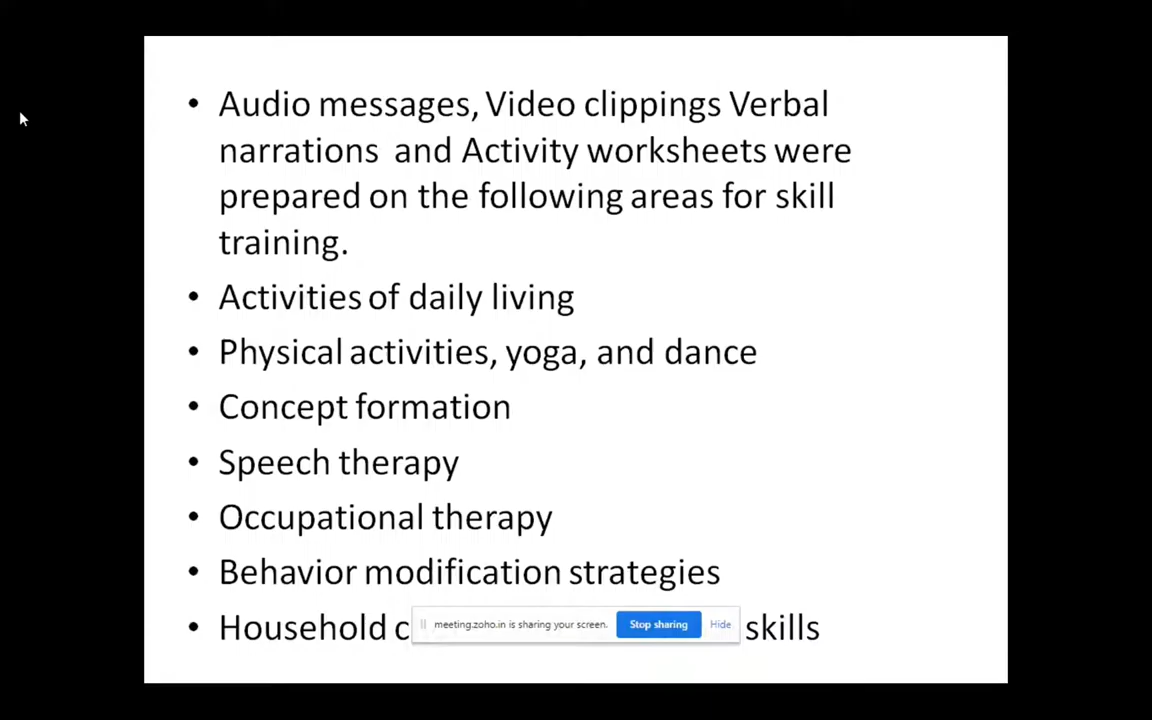 • Audio messages, Video clippings Verbal
narrations and Activity worksheets were
prepared on the following areas for skill
training.
• Activities of daily living
• Physical activities, yoga, and dance
• Concept formation
• Speech therapy
• Occupational therapy
• Behavior modification strategies
• Household skills
meeting.zoho.in is sharing your screen. Stop sharing Hide